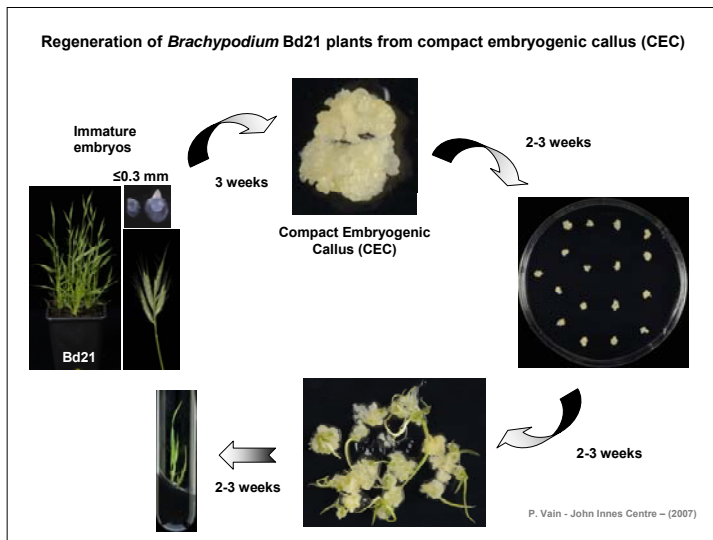 Regeneration of Brachypodium Bd21 plants from compact embryogenic callus (CEC)
Immature
embryos
≤0.3 mm
Bd21
3 weeks
Compact Embryogenic
Callus (CEC)
2-3 weeks
2-3 weeks
2-3 weeks
P. Vain - John Innes Centre – (2007)